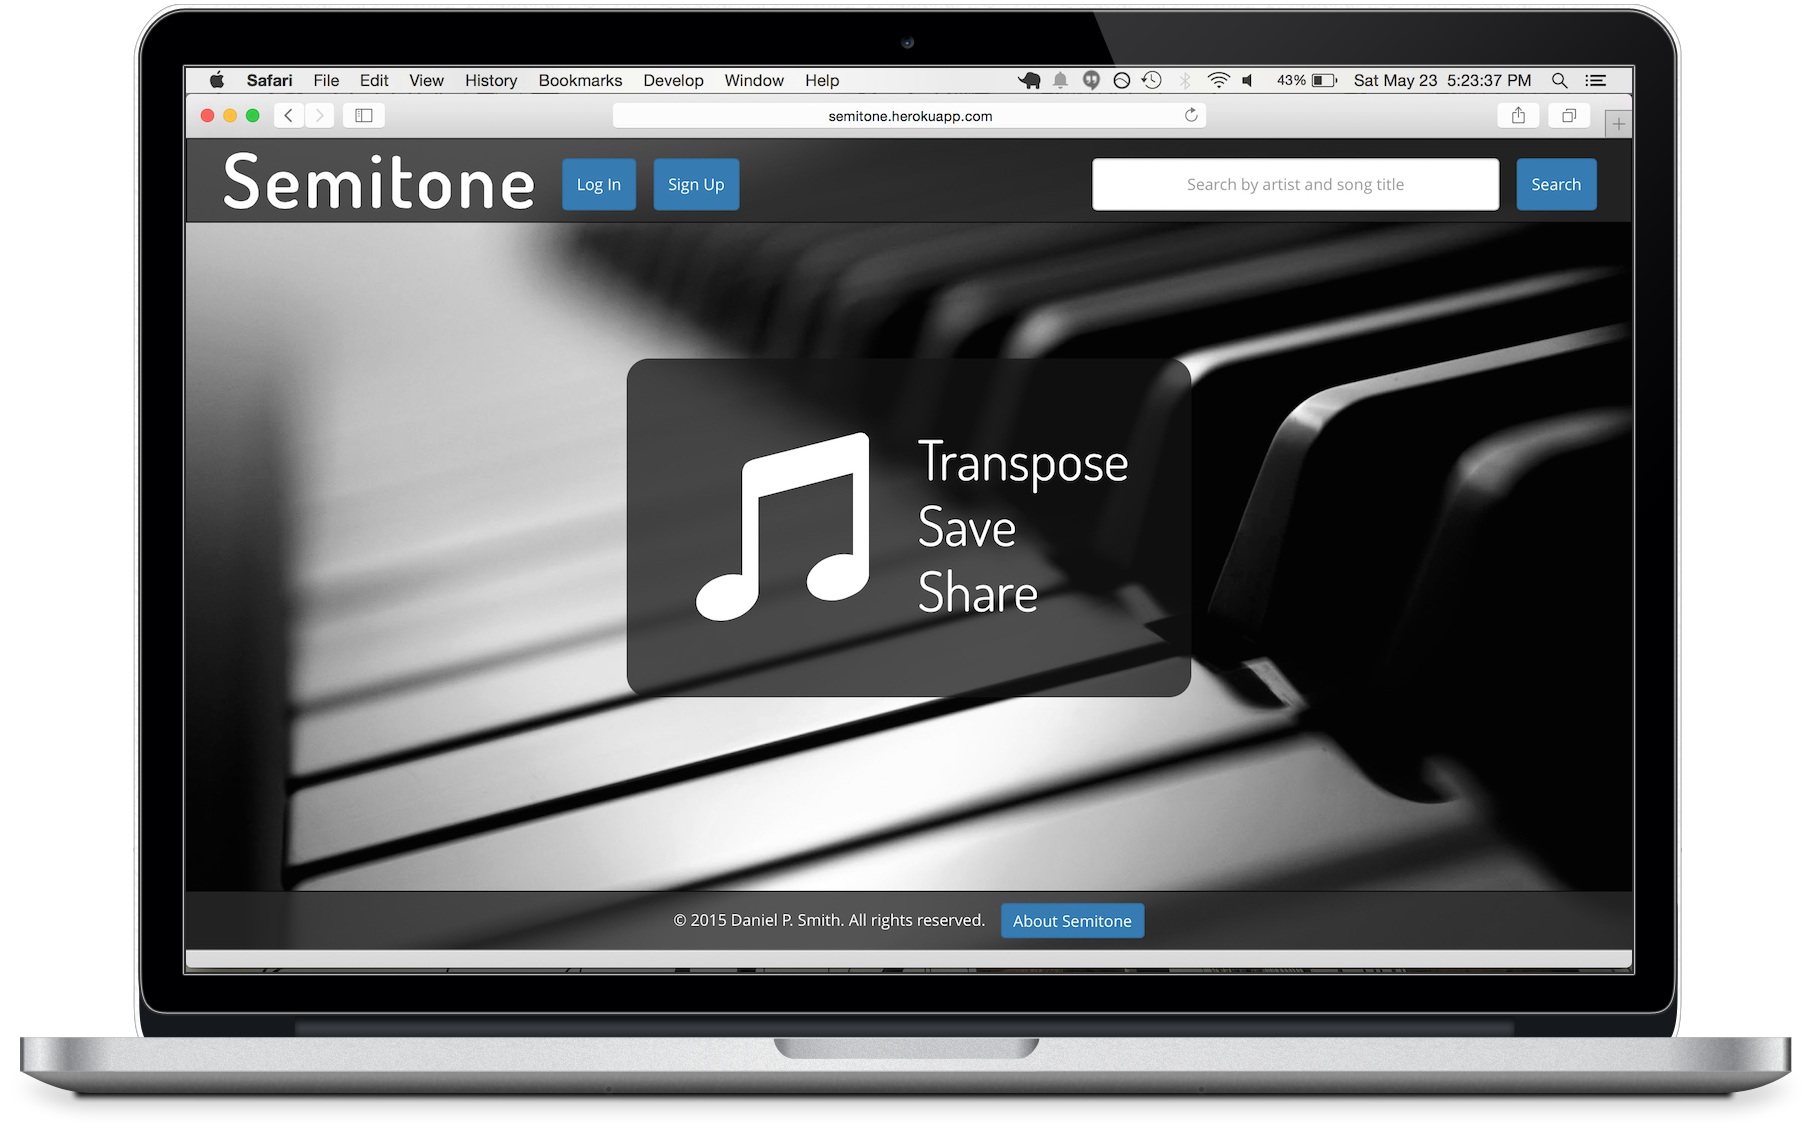 Safari File Edit View History Bookmarks Develop Window Help 43% Sat May 23 5:23:37 PM
semitone.herokuapp.com
Semitone Log In Sign Up Search by artist and song title Search
Transpose
Save
Share
© 2015 Daniel P. Smith. All rights reserved. About Semitone